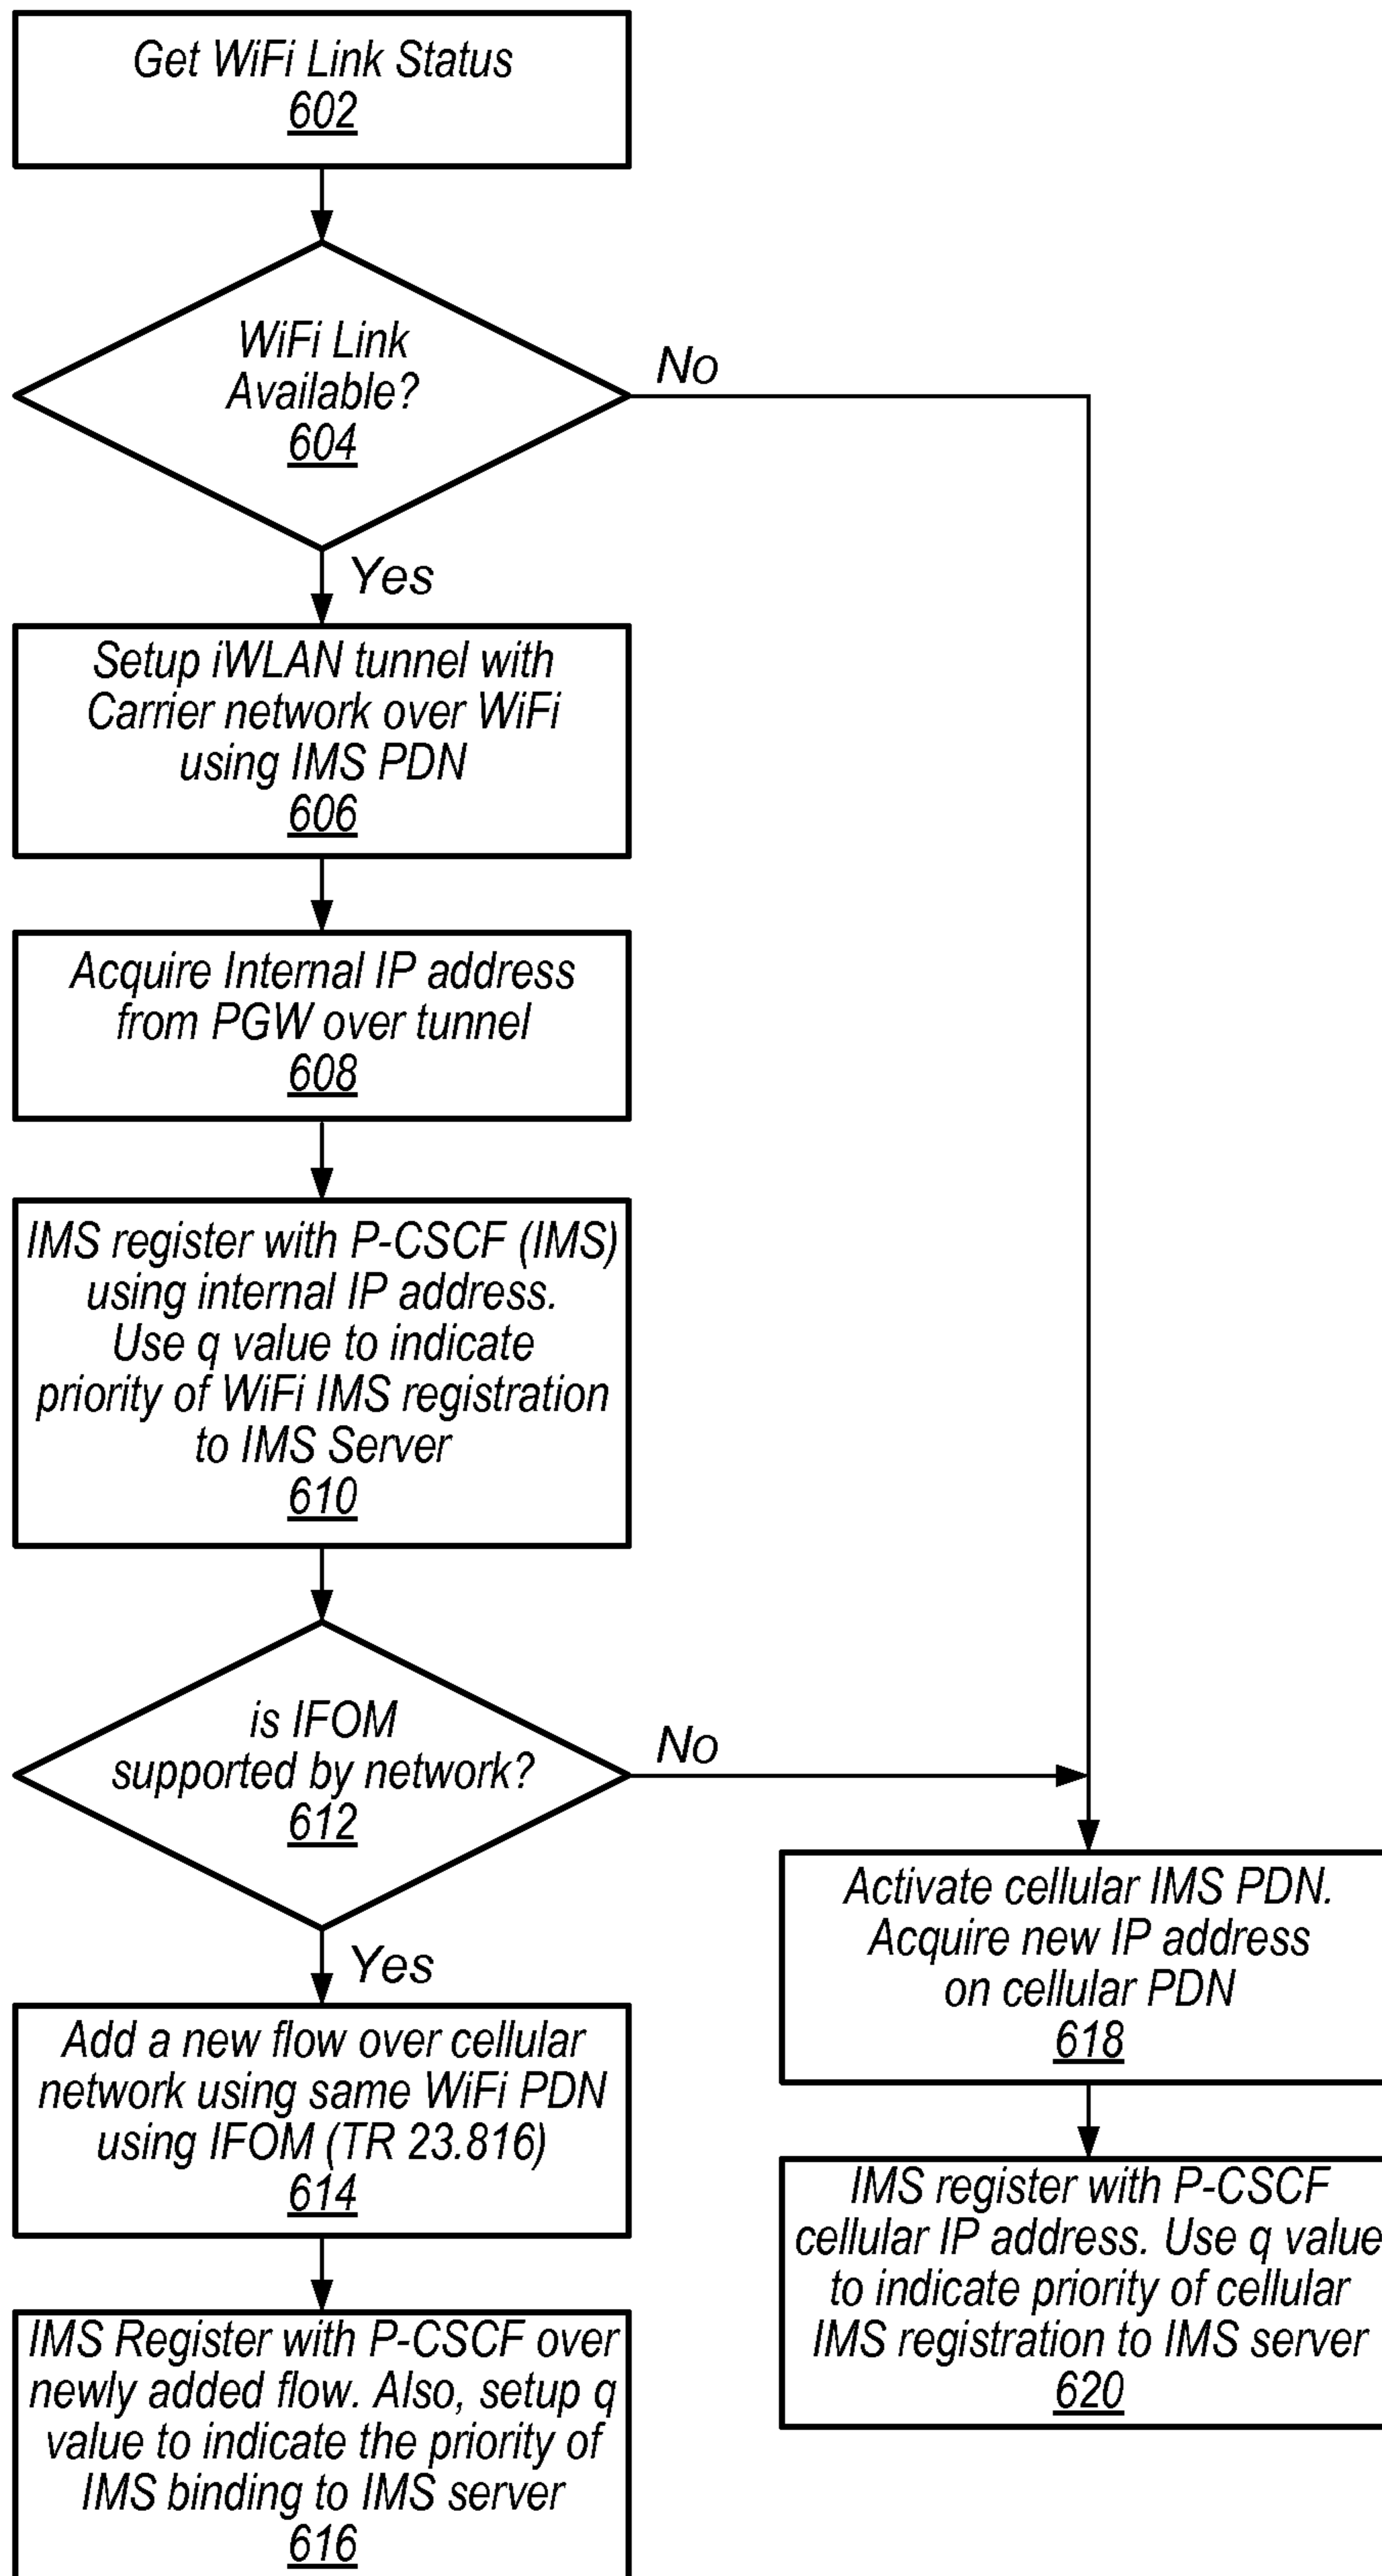 Get WiFi Link Status
602
WiFi Link
Available?
604
No
Yes
Setup iWLAN tunnel with
Carrier network over WiFi
using IMS PDN
606
Acquire Internal IP address
from PGW over tunnel
608
IMS register with P-CSCF (IMS)
using internal IP address.
Use q value to indicate
priority of WiFi IMS registration
to IMS Server
610
is IFOM
supported by network?
612
No
Yes
Add a new flow over cellular
network using same WiFi PDN
using IFOM (TR 23.816)
614
IMS Register with P-CSCF over
newly added flow. Also, setup q
value to indicate the priority of
IMS binding to IMS server
616
Activate cellular IMS PDN.
Acquire new IP address
on cellular PDN
618
IMS register with P-CSCF
cellular IP address. Use q value
to indicate priority of cellular
IMS registration to IMS server
620